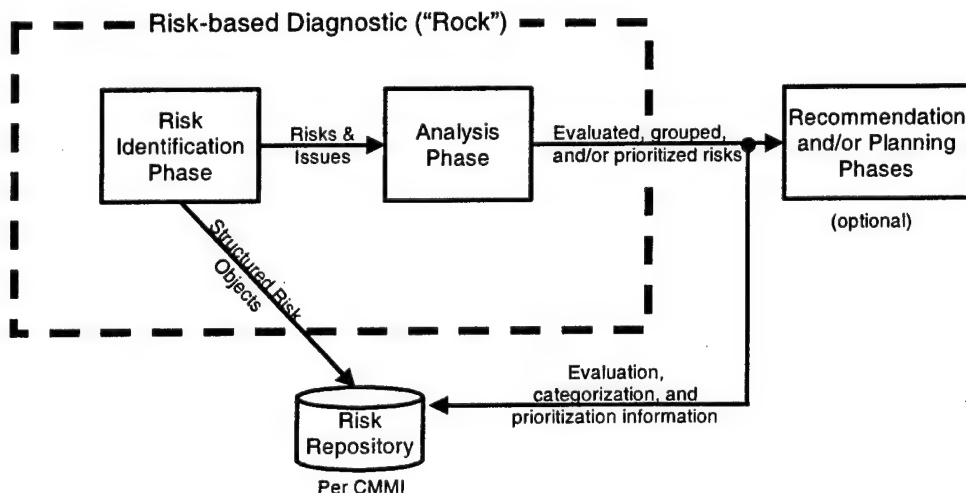 Risk-based Diagnostic ("Rock")
Risk
Identification
Phase
Risks &
Issues
Analysis
Phase
Evaluated, grouped,
and/or prioritized risks
Recommendation
and/or Planning
Phases
(optional)
Structured Risk
Objects
Evaluation,
categorization, and
prioritization information
Risk
Repository
Per CMMI